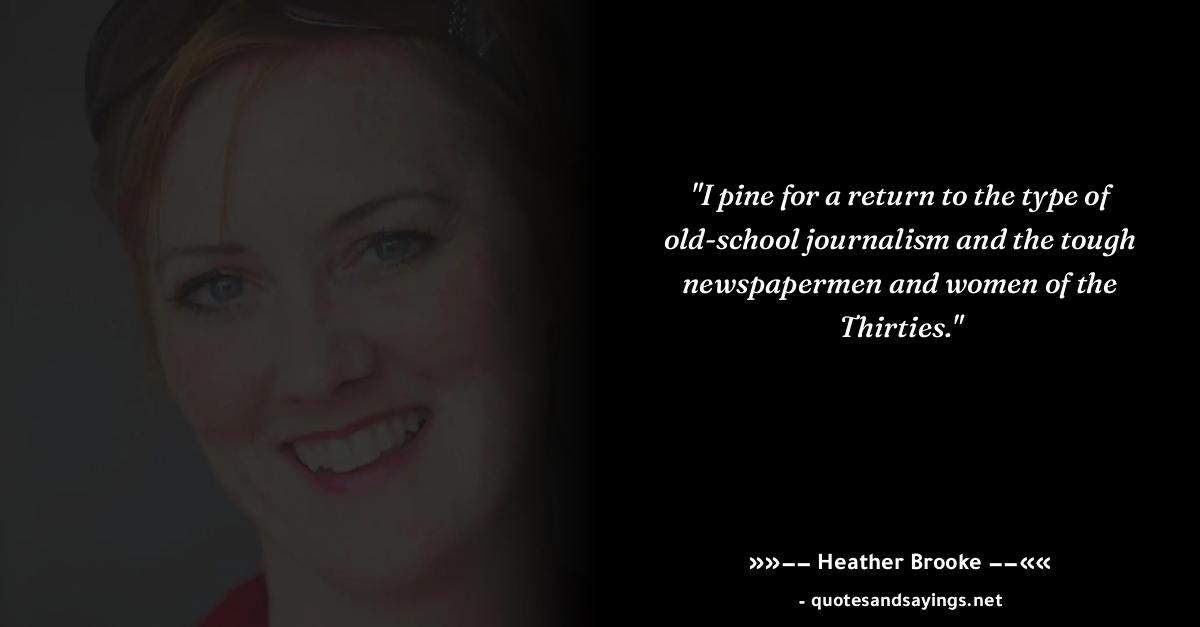 "I pine for a return to the type of
old-school journalism and the tough
newspapermen and women of the
Thirties."
»»−− Heather Brooke −−««
- quotesandsayings.net